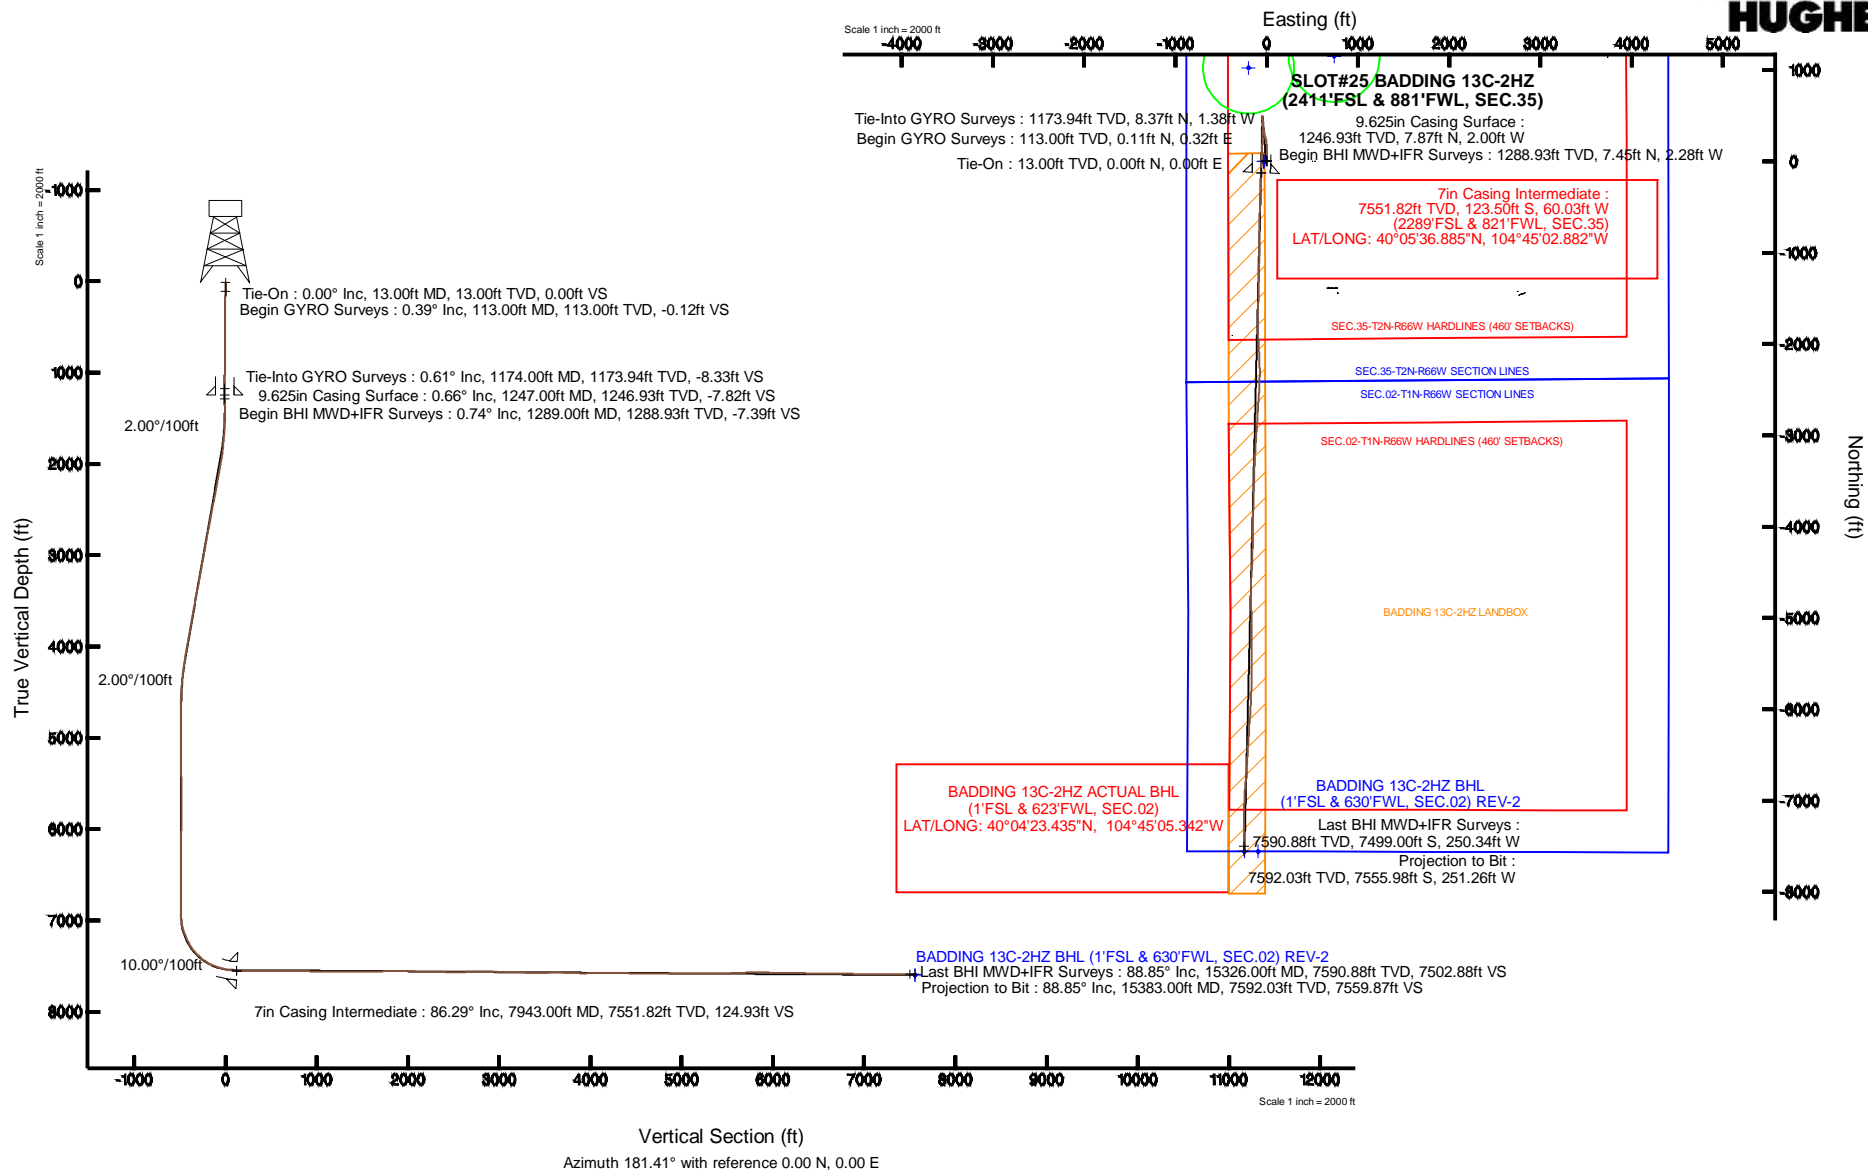 HUGHE
Easting (ft)
Scale 1 inch = 2000 ft
-4000 -3000 -2000 -1000 0 1000 2000 3000 4000 5000
SLOT#25 BADDING 13C-2HZ
(2411'FSL & 881'FWL, SEC.35)
Tie-Into GYRO Surveys : 1173.94ft TVD, 8.37ft N, 1.38ft W
Begin GYRO Surveys : 113.00ft TVD, 0.11ft N, 0.32ft E
Tie-On : 13.00ft TVD, 0.00ft N, 0.00ft E
9.625in Casing Surface :
1246.93ft TVD, 7.87ft N, 2.00ft W
Begin BHI MWD+IFR Surveys : 1288.93ft TVD, 7.45ft N, 2.28ft W
7in Casing Intermediate :
7551.82ft TVD, 123.50ft S, 60.03ft W
(2289'FSL & 821'FWL, SEC.35)
LAT/LONG: 40°05'36.885"N, 104°45'02.882"W
SEC.35-T2N-R66W HARDLINES (460' SETBACKS)
SEC.35-T2N-R66W SECTION LINES
SEC.02-T1N-R66W SECTION LINES
SEC.02-T1N-R66W HARDLINES (460' SETBACKS)
BADDING 13C-2HZ LANDBOX
BADDING 13C-2HZ BHL
(1'FSL & 630'FWL, SEC.02) REV-2
Last BHI MWD+IFR Surveys :
7590.88ft TVD, 7499.00ft S, 250.34ft W
Projection to Bit :
7592.03ft TVD, 7555.98ft S, 251.26ft W
BADDING 13C-2HZ ACTUAL BHL
(1'FSL & 623'FWL, SEC.02)
LAT/LONG: 40°04'23.435"N, 104°45'05.342"W
1000
0
-1000
-2000
-3000
-4000
-5000
-6000
-7000
-8000
Northing (ft)
Scale 1 inch = 2000 ft
True Vertical Depth (ft)
-1000
0
1000
2000
3000
4000
5000
6000
7000
8000
Tie-On : 0.00° Inc, 13.00ft MD, 13.00ft TVD, 0.00ft VS
Begin GYRO Surveys : 0.39° Inc, 113.00ft MD, 113.00ft TVD, -0.12ft VS
Tie-Into GYRO Surveys : 0.61° Inc, 1174.00ft MD, 1173.94ft TVD, -8.33ft VS
9.625in Casing Surface : 0.66° Inc, 1247.00ft MD, 1246.93ft TVD, -7.82ft VS
Begin BHI MWD+IFR Surveys : 0.74° Inc, 1289.00ft MD, 1288.93ft TVD, -7.39ft VS
2.00°/100ft
2.00°/100ft
10.00°/100ft
BADDING 13C-2HZ BHL (1'FSL & 630'FWL, SEC.02) REV-2
Last BHI MWD+IFR Surveys : 88.85° Inc, 15326.00ft MD, 7590.88ft TVD, 7502.88ft VS
Projection to Bit : 88.85° Inc, 15383.00ft MD, 7592.03ft TVD, 7559.87ft VS
7in Casing Intermediate : 86.29° Inc, 7943.00ft MD, 7551.82ft TVD, 124.93ft VS
-1000 0 1000 2000 3000 4000 5000 6000 7000 8000 9000 10000 11000 12000
Scale 1 inch = 2000 ft
Vertical Section (ft)
Azimuth 181.41° with reference 0.00 N, 0.00 E